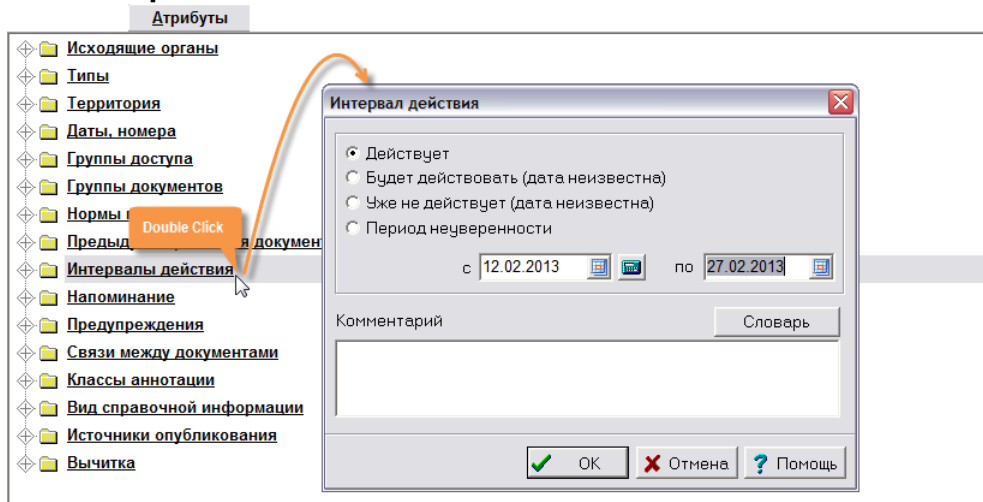 Атрибуты
Исходящие органы
Типы
Территория
Даты, номера
Группы доступа
Группы документов
Нормы
Double Click
документ
Интервалы действия
Напоминание
Предупреждения
Связи между документами
Классы аннотации
Вид справочной информации
Источники опубликования
Вычитка
Интервал действия
Действует
Будет действовать (дата неизвестна)
Уже не действует (дата неизвестна)
Период неуверенности
с 12.02.2013 по 27.02.2013
Комментарий Словарь
OK Отмена ? Помощь